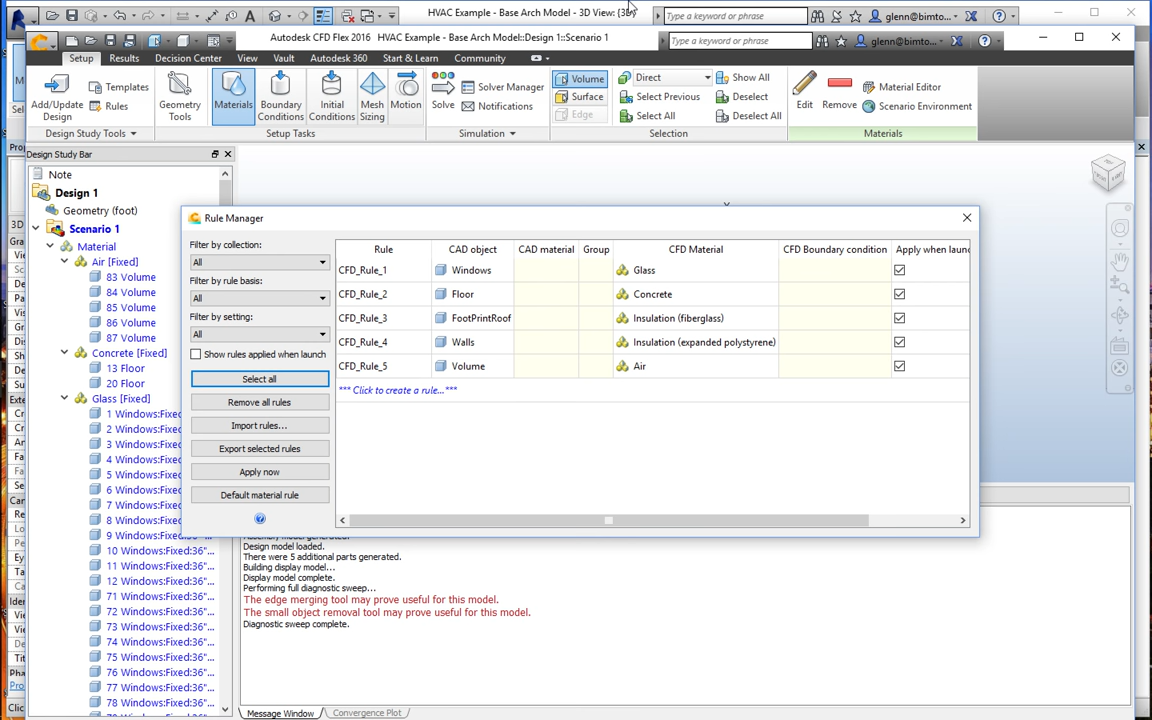 HVAC Example - Base Arch Model - 3D View: {3D}
Type a keyword or phrase
glenn@bimto...
Autodesk CFD Flex 2016 HVAC Example - Base Arch Model::Design 1::Scenario 1
Type a keyword or phrase
glenn@bimto...
Setup Results Decision Center View Vault Autodesk 360 Start & Learn Community
Add/Update Design
Templates
Rules
Geometry Tools
Materials
Boundary Conditions
Initial Conditions
Mesh Sizing
Motion
Solve
Solver Manager
Notifications
Volume
Surface
Edge
Direct
Select Previous
Select All
Show All
Deselect
Deselect All
Edit
Remove
Material Editor
Scenario Environment
Design Study Tools Setup Tasks Simulation Selection Materials
Design Study Bar
Note
Design 1
Geometry (foot)
Scenario 1
Material
Air [Fixed]
83 Volume
84 Volume
85 Volume
86 Volume
87 Volume
Concrete [Fixed]
13 Floor
20 Floor
Glass [Fixed]
1 Windows:Fixed
2 Windows:Fixed
3 Windows:Fixed
4 Windows:Fixed
5 Windows:Fixed
6 Windows:Fixed
7 Windows:Fixed
8 Windows:Fixed
9 Windows:Fixed:36"...
10 Windows:Fixed:36"...
11 Windows:Fixed:36"...
12 Windows:Fixed:36"...
71 Windows:Fixed:36"...
72 Windows:Fixed:36"...
73 Windows:Fixed:36"...
74 Windows:Fixed:36"...
75 Windows:Fixed:36"...
76 Windows:Fixed:36"...
77 Windows:Fixed:36"...
78 Windows:Fixed:36"...
Rule Manager
Filter by collection:
All
Filter by rule basis:
All
Filter by setting:
All
Show rules applied when launch
Select all
Remove all rules
Import rules...
Export selected rules
Apply now
Default material rule
Rule CAD object CAD material Group CFD Material CFD Boundary condition Apply when launc
CFD_Rule_1 Windows Glass
CFD_Rule_2 Floor Concrete
CFD_Rule_3 FootPrintRoof Insulation (fiberglass)
CFD_Rule_4 Walls Insulation (expanded polystyrene)
CFD_Rule_5 Volume Air
*** Click to create a rule...***
Design model loaded.
There were 5 additional parts generated.
Building display model...
Display model complete.
Performing full diagnostic sweep...
The edge merging tool may prove useful for this model.
The small object removal tool may prove useful for this model.
Diagnostic sweep complete.
Message Window Convergence Plot